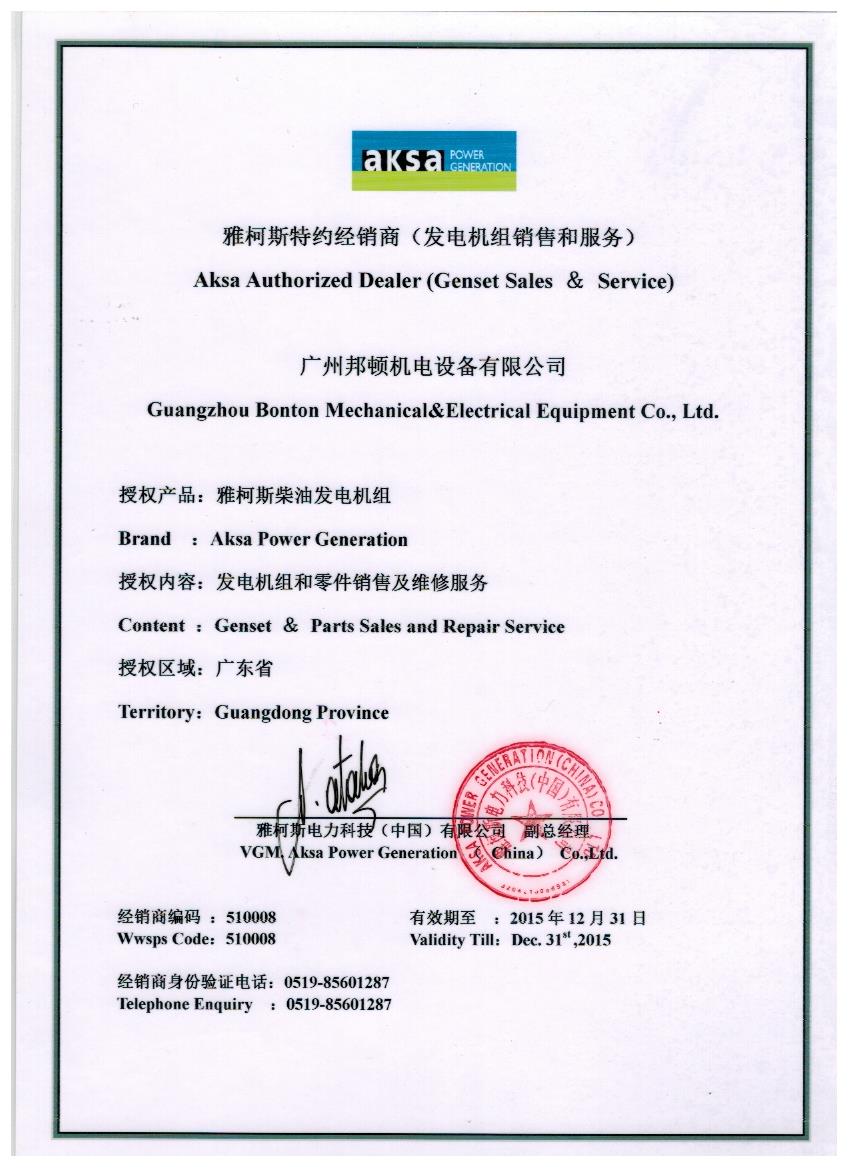 aksa POWER GENERATION
雅柯斯特约经销商（发电机组销售和服务）
Aksa Authorized Dealer (Genset Sales & Service)
广州邦顿机电设备有限公司
Guangzhou Bonton Mechanical&Electrical Equipment Co., Ltd.
授权产品：雅柯斯柴油发电机组
Brand : Aksa Power Generation
授权内容：发电机组和零件销售及维修服务
Content : Genset & Parts Sales and Repair Service
授权区域：广东省
Territory: Guangdong Province
AKSA POWER GENERATION (CHINA) CO
雅柯斯电力科技(中国)有限公司
雅柯斯电力科技（中国）有限公司 副总经理
VGM. Aksa Power Generation （ China） Co.,Ltd.
经销商编码 ：510008 有效期至 ：2015 年 12 月 31 日
Wwsps Code: 510008 Validity Till: Dec. 31st,2015
经销商身份验证电话：0519-85601287
Telephone Enquiry : 0519-85601287